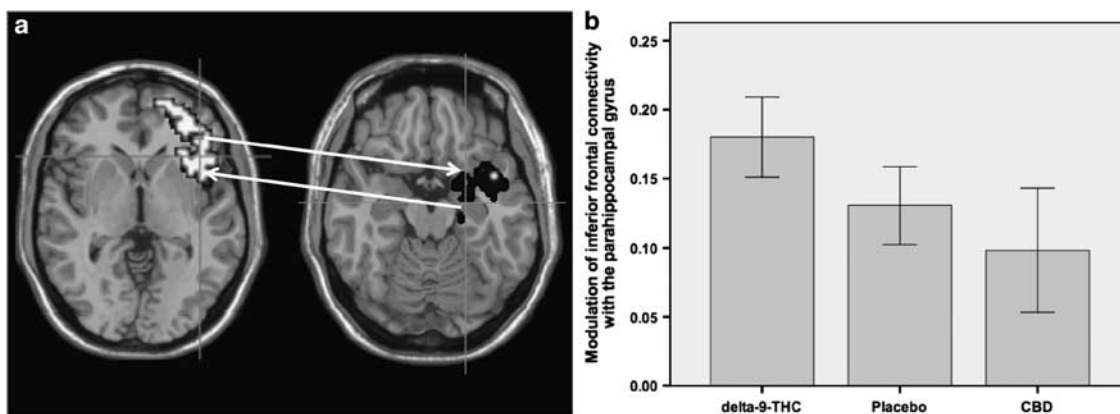 a
b
Modulation of inferior frontal connectivity
with the parahippocampal gyrus
0.25
0.20
0.15
0.10
0.05
0.00
delta-9-THC Placebo CBD